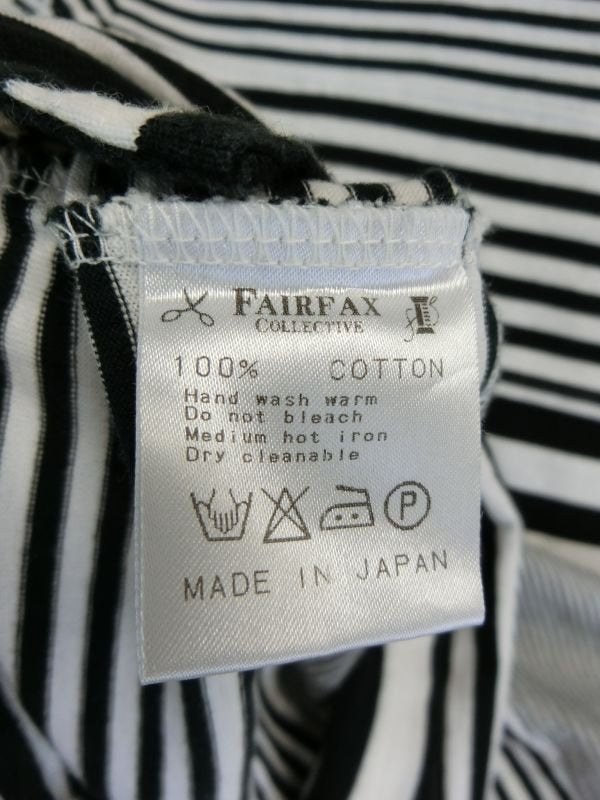 FAIRFAX
COLLECTIVE
100% COTTON
Hand wash warm
Do not bleach
Medium hot iron
Dry cleanable
P
MADE IN JAPAN